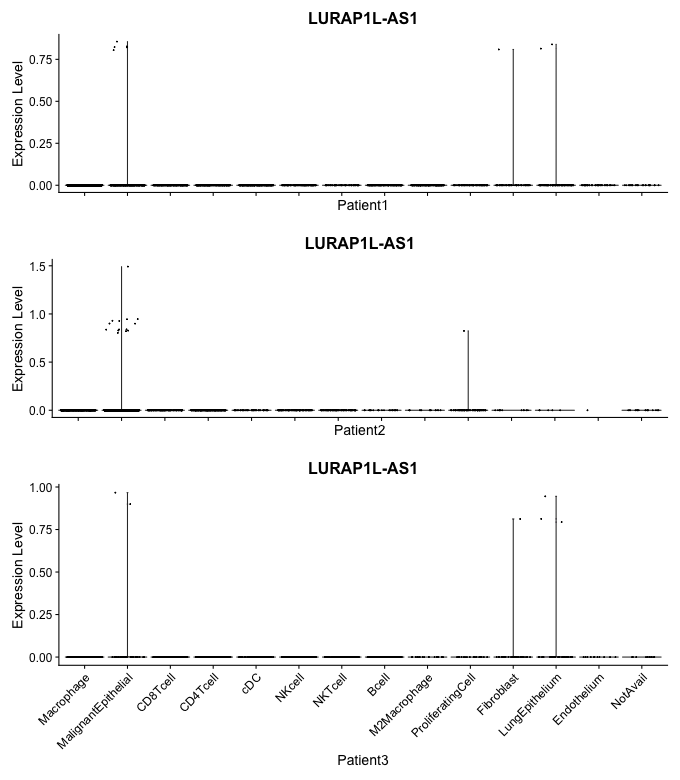 LURAP1L-AS1
Expression Level
0.75
0.50
0.25
0.00
Patient1
LURAP1L-AS1
Expression Level
1.5
1.0
0.5
0.0
Patient2
LURAP1L-AS1
Expression Level
1.00
0.75
0.50
0.25
0.00
Macrophage
MalignantEpithelial
CD8Tcell
CD4Tcell
cDC
NKcell
NKTcell
Bcell
M2Macrophage
ProliferatingCell
Fibroblast
LungEpithelium
Endothelium
NotAvail
Patient3